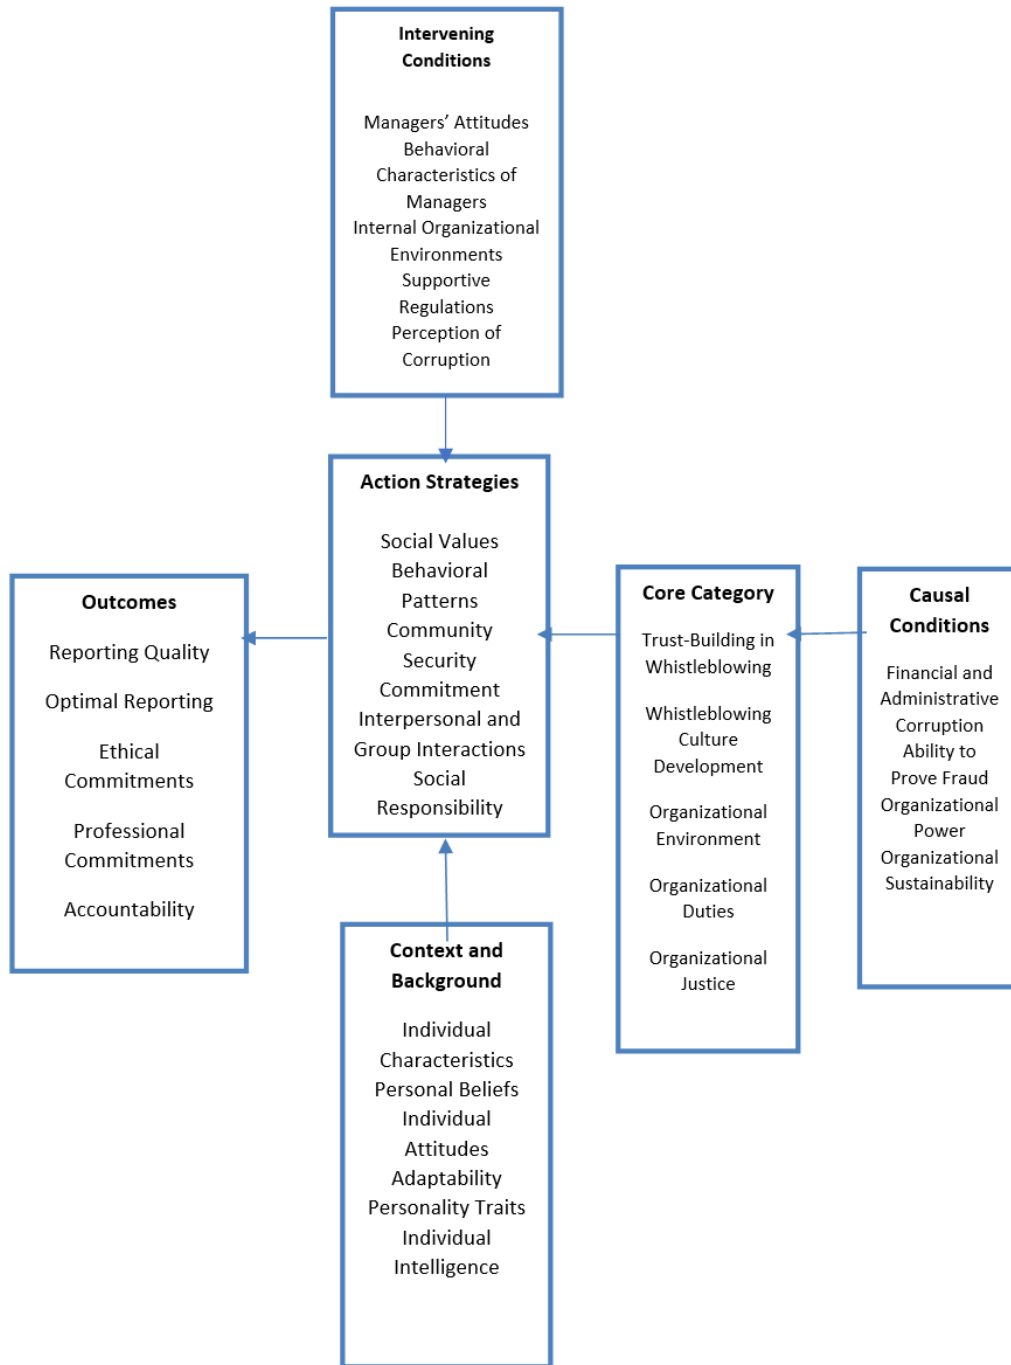 Intervening
Conditions
Managers’ Attitudes
Behavioral
Characteristics of
Managers
Internal Organizational
Environments
Supportive
Regulations
Perception of
Corruption
Action Strategies
Social Values
Behavioral
Patterns
Community
Security
Commitment
Interpersonal and
Group Interactions
Social
Responsibility
Outcomes
Reporting Quality
Optimal Reporting
Ethical
Commitments
Professional
Commitments
Accountability
Core Category
Trust-Building in
Whistleblowing
Whistleblowing
Culture
Development
Organizational
Environment
Organizational
Duties
Organizational
Justice
Causal
Conditions
Financial and
Administrative
Corruption
Ability to
Prove Fraud
Organizational
Power
Organizational
Sustainability
Context and
Background
Individual
Characteristics
Personal Beliefs
Individual
Attitudes
Adaptability
Personality Traits
Individual
Intelligence